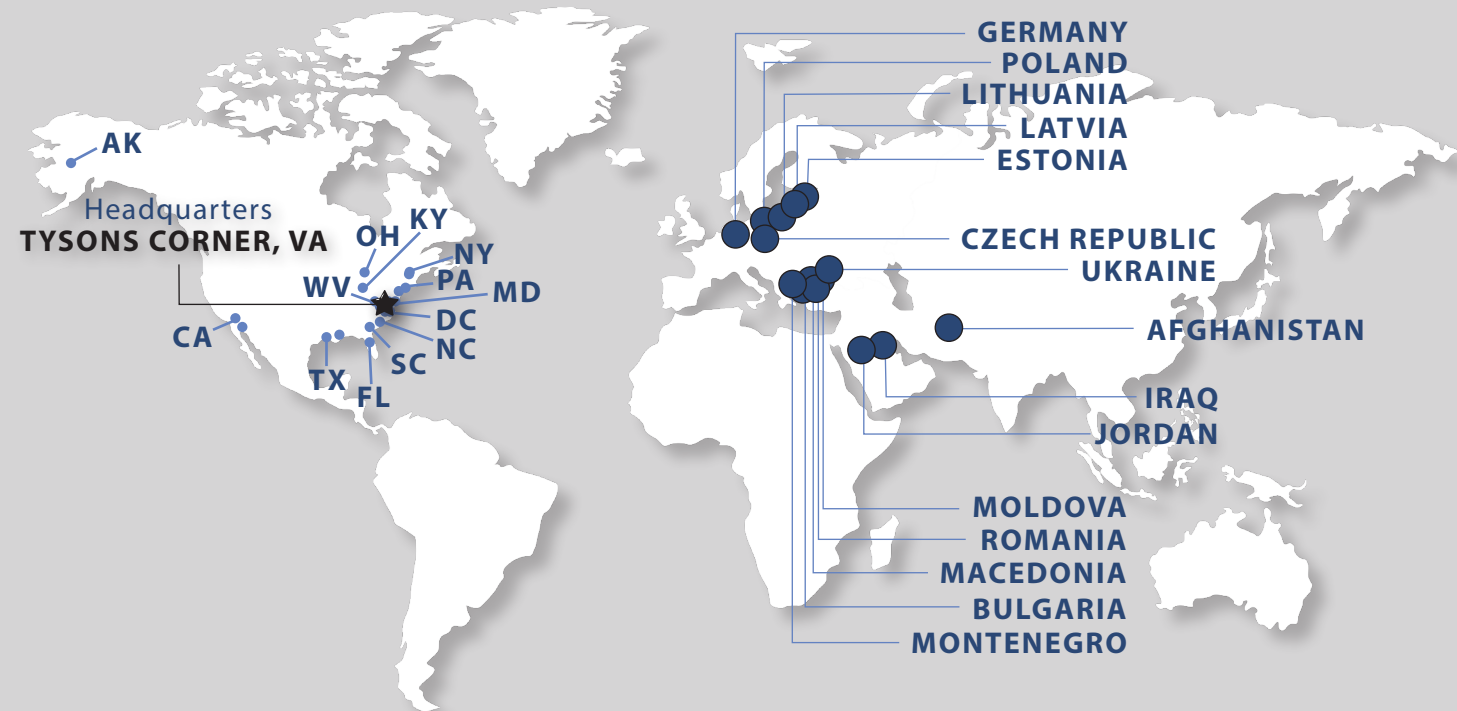 AK
Headquarters
TYSONS CORNER, VA
OH
KY
NY
PA
WV
MD
DC
NC
SC
CA
TX
FL
GERMANY
POLAND
LITHUANIA
LATVIA
ESTONIA
CZECH REPUBLIC
UKRAINE
AFGHANISTAN
IRAQ
JORDAN
MOLDOVA
ROMANIA
MACEDONIA
BULGARIA
MONTENEGRO